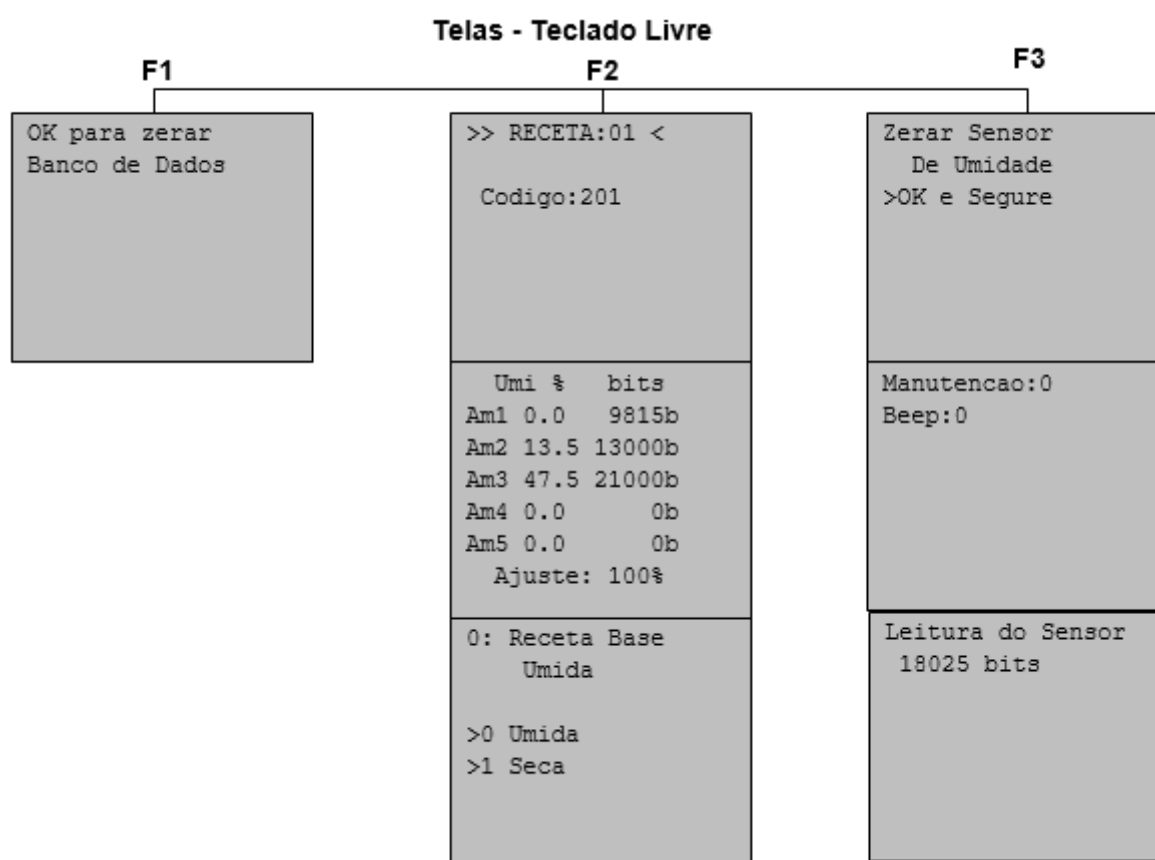 Telas - Teclado Livre
F1
F2
F3
OK para zerar
Banco de Dados
>> RECETA:01 <
Codigo:201
Umi % bits
Am1 0.0 9815b
Am2 13.5 13000b
Am3 47.5 21000b
Am4 0.0 0b
Am5 0.0 0b
Ajuste: 100%
0: Receta Base
Umida
>0 Umida
>1 Seca
Zerar Sensor
De Umidade
>OK e Segure
Manutencao:0
Beep:0
Leitura do Sensor
18025 bits